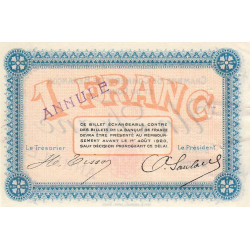 1 FRANC
ANNULÉ
CE BILLET ÉCHANGEABLE CONTRE
DES BILLETS DE LA BANQUE DE FRANCE
DEVRA ÊTRE PRÉSENTÉ AU REMBOUR-
SEMENT AVANT LE 1er AOUT 1920,
SAUF DÉCISION PROROGEANT CE DÉLAI
Le Trésorier
Le Président